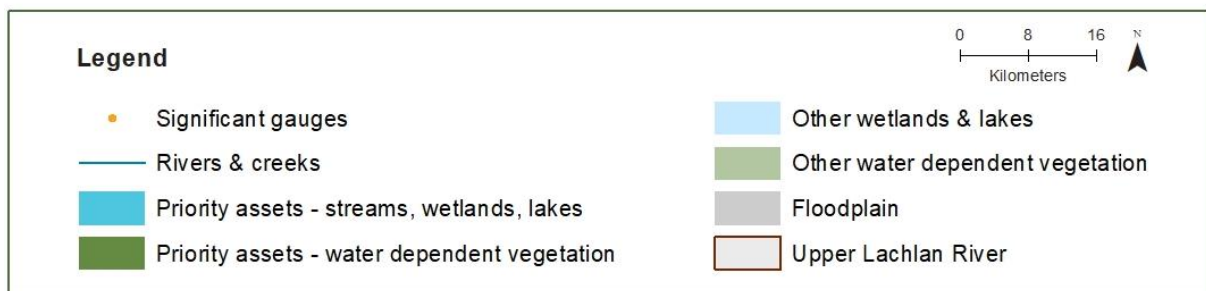 Legend
0 8 16
N
Kilometers
Significant gauges
Rivers & creeks
Priority assets - streams, wetlands, lakes
Priority assets - water dependent vegetation
Other wetlands & lakes
Other water dependent vegetation
Floodplain
Upper Lachlan River